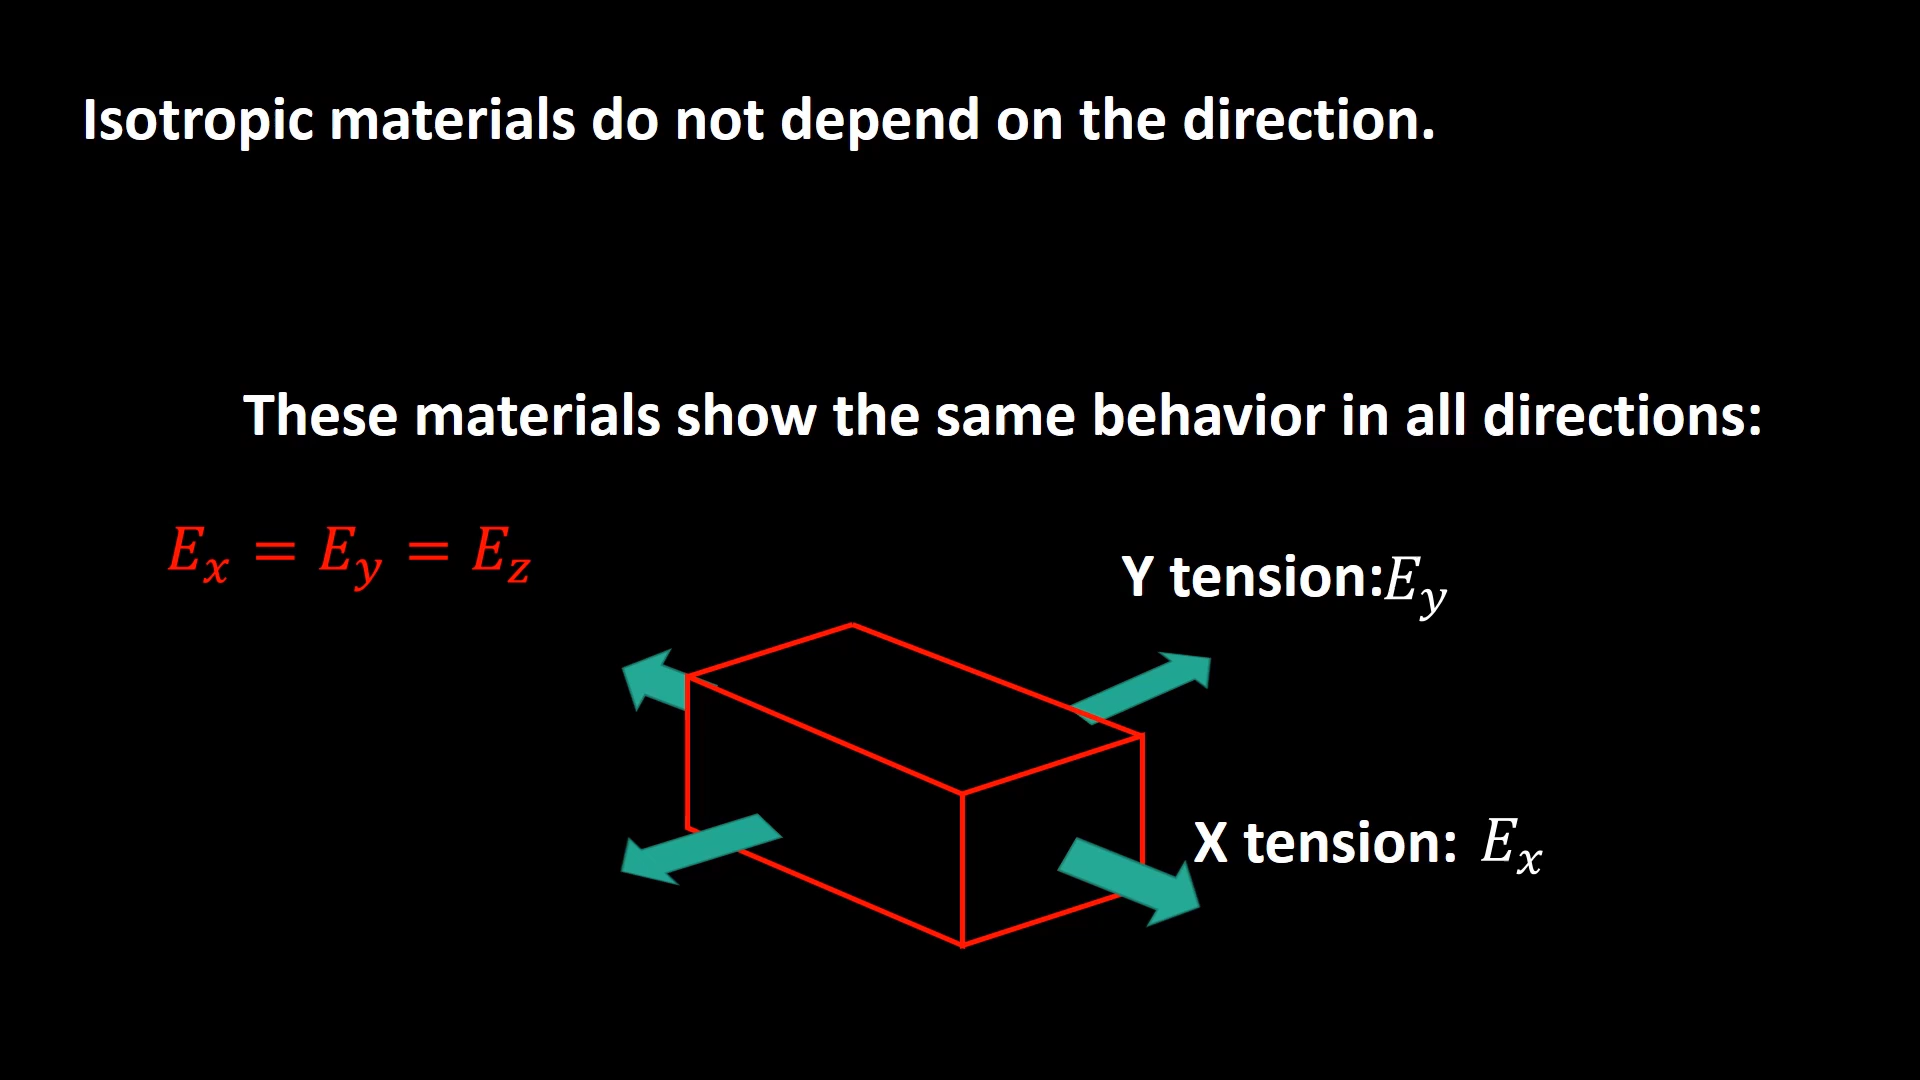 Isotropic materials do not depend on the direction.
These materials show the same behavior in all directions:
$E_x = E_y = E_z$
Y tension:$E_y$
X tension: $E_x$